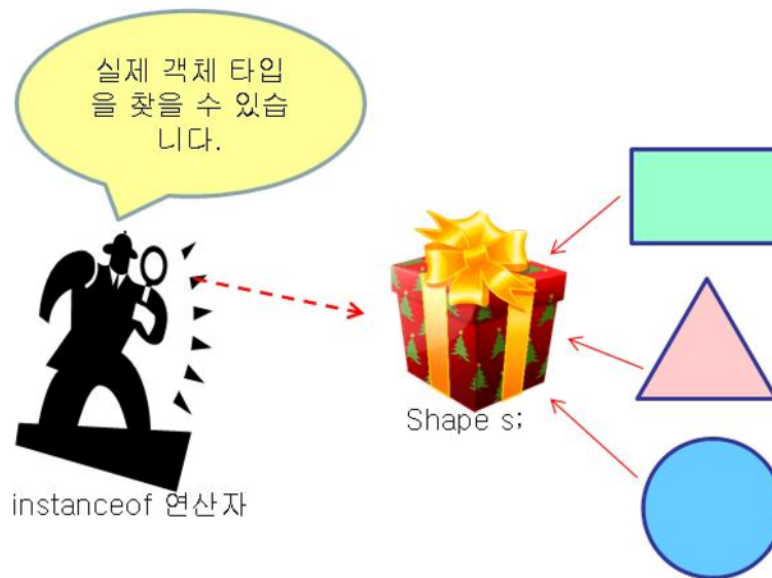 실제 객체 타입
을 찾을 수 있습
니다.
Shape s;
instanceof 연산자